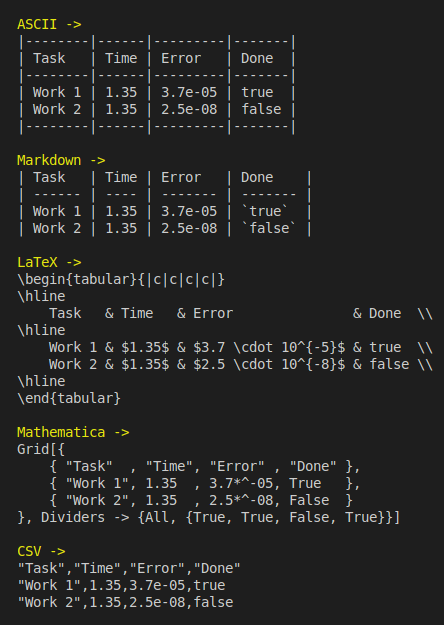 ASCII ->
|--------|------|---------|-------|
| Task   | Time | Error   | Done  |
|--------|------|---------|-------|
| Work 1 | 1.35 | 3.7e-05 | true  |
| Work 2 | 1.35 | 2.5e-08 | false |
|--------|------|---------|-------|
Markdown ->
| Task   | Time | Error   | Done    |
| ------ | ---- | ------- | ------- |
| Work 1 | 1.35 | 3.7e-05 | `true`  |
| Work 2 | 1.35 | 2.5e-08 | `false` |
LaTeX ->
\begin{tabular}{|c|c|c|c|}
\hline
    Task   & Time   & Error               & Done  \\
\hline
    Work 1 & $1.35$ & $3.7 \cdot 10^{-5}$ & true  \\
    Work 2 & $1.35$ & $2.5 \cdot 10^{-8}$ & false \\
\hline
\end{tabular}
Mathematica ->
Grid[{
    { "Task"  , "Time", "Error" , "Done" },
    { "Work 1", 1.35  , 3.7*^-05, True   },
    { "Work 2", 1.35  , 2.5*^-08, False  }
}, Dividers -> {All, {True, True, False, True}}]
CSV ->
"Task","Time","Error","Done"
"Work 1",1.35,3.7e-05,true
"Work 2",1.35,2.5e-08,false